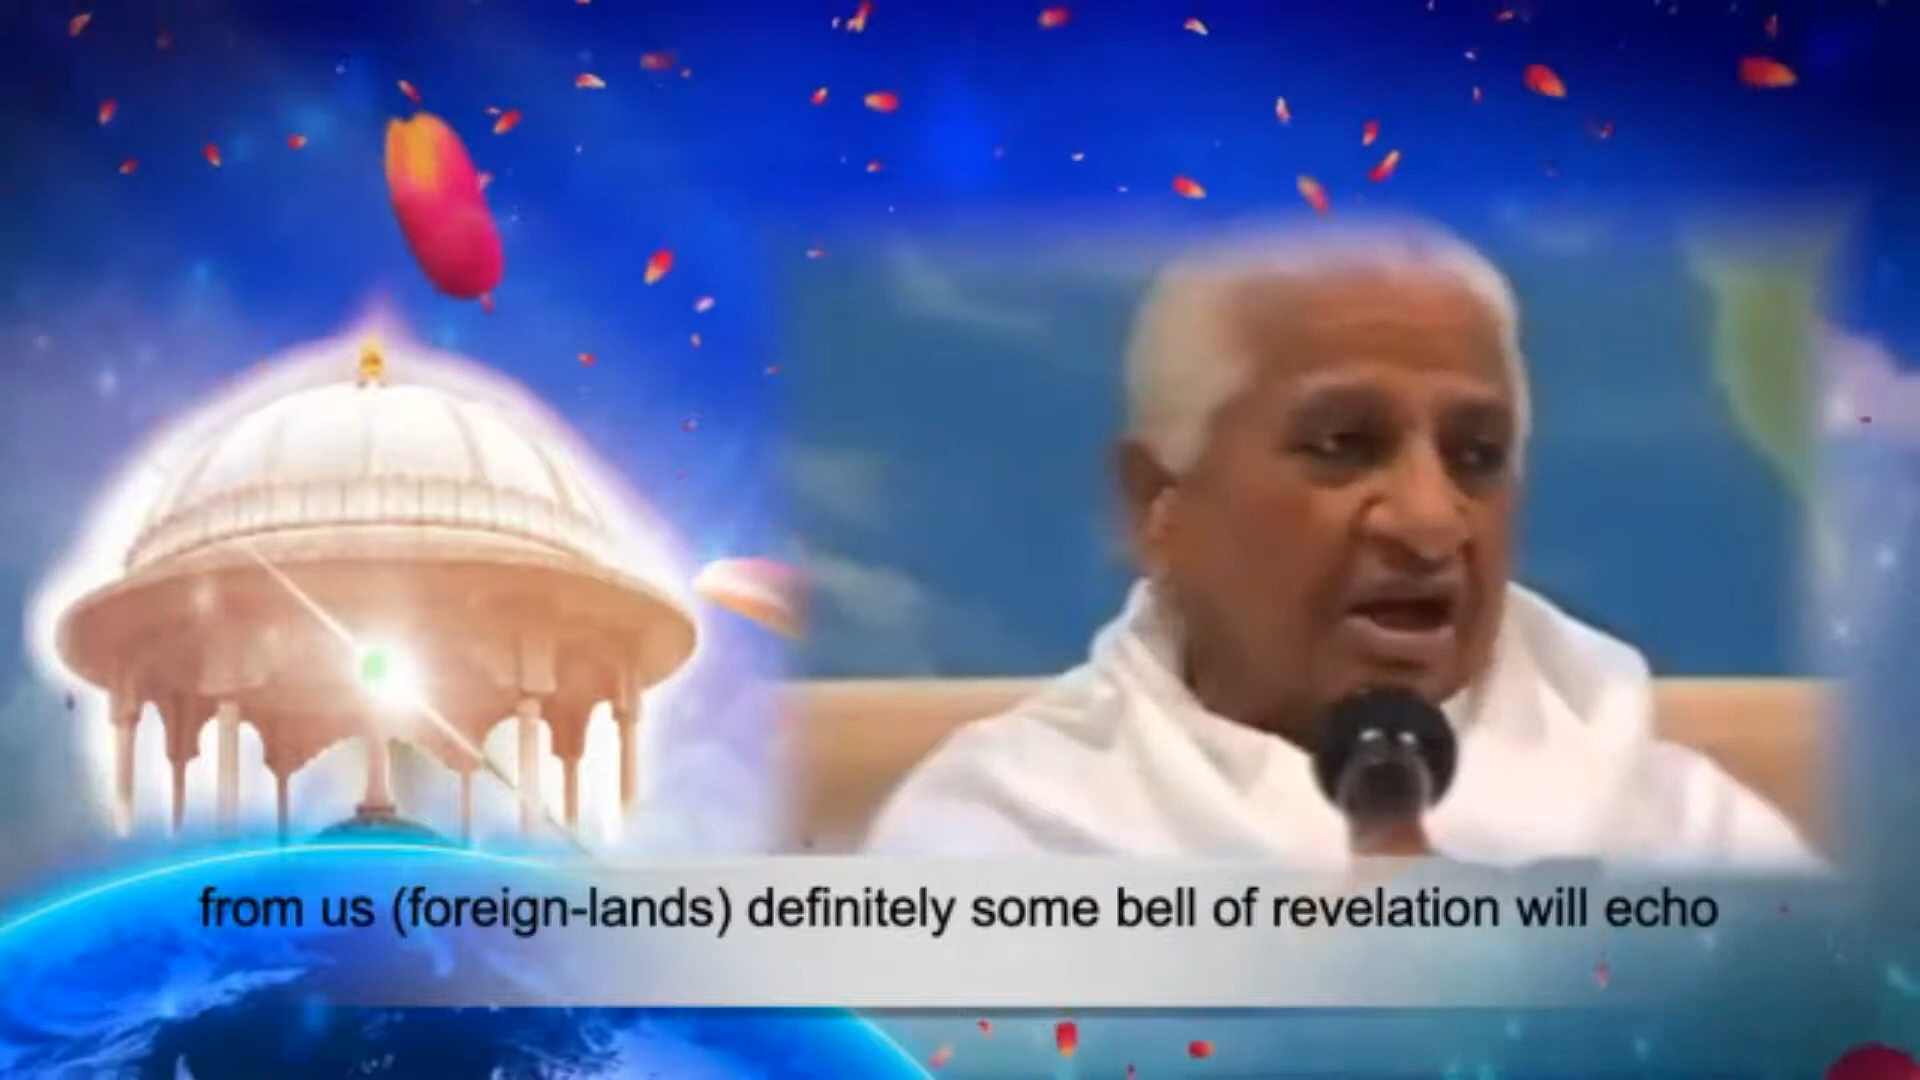 from us (foreign-lands) definitely some bell of revelation will echo